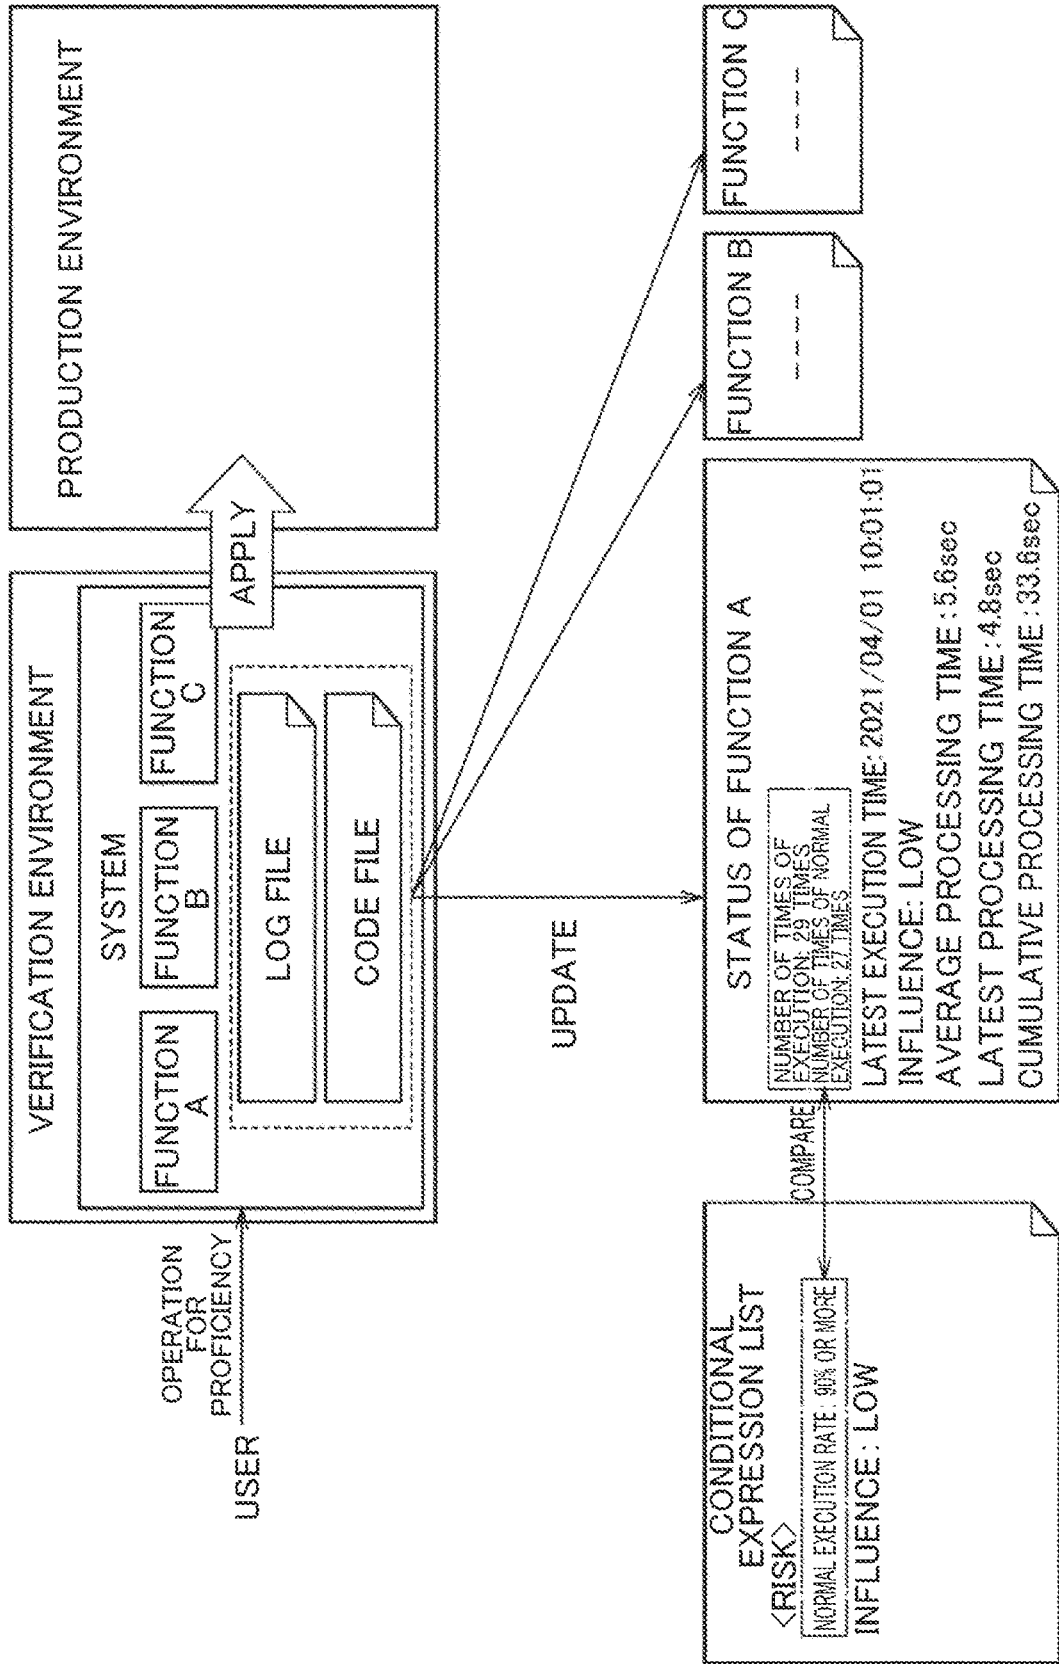 VERIFICATION ENVIRONMENT
SYSTEM
FUNCTION
A
FUNCTION
B
FUNCTION
C
LOG FILE
CODE FILE
APPLY
PRODUCTION ENVIRONMENT
OPERATION
FOR
PROFICIENCY
USER
UPDATE
CONDITIONAL
EXPRESSION LIST
<RISK>
NORMAL EXECUTION RATE: 90% OR MORE
INFLUENCE: LOW
COMPARE
STATUS OF FUNCTION A
NUMBER OF TIMES OF
EXECUTION: 29 TIMES
NUMBER OF TIMES OF NORMAL
EXECUTION: 27 TIMES
LATEST EXECUTION TIME: 2021/04/01 10:01:01
INFLUENCE: LOW
AVERAGE PROCESSING TIME: 5.6sec
LATEST PROCESSING TIME: 4.8sec
CUMULATIVE PROCESSING TIME: 33.6sec
FUNCTION B
----
FUNCTION C
----